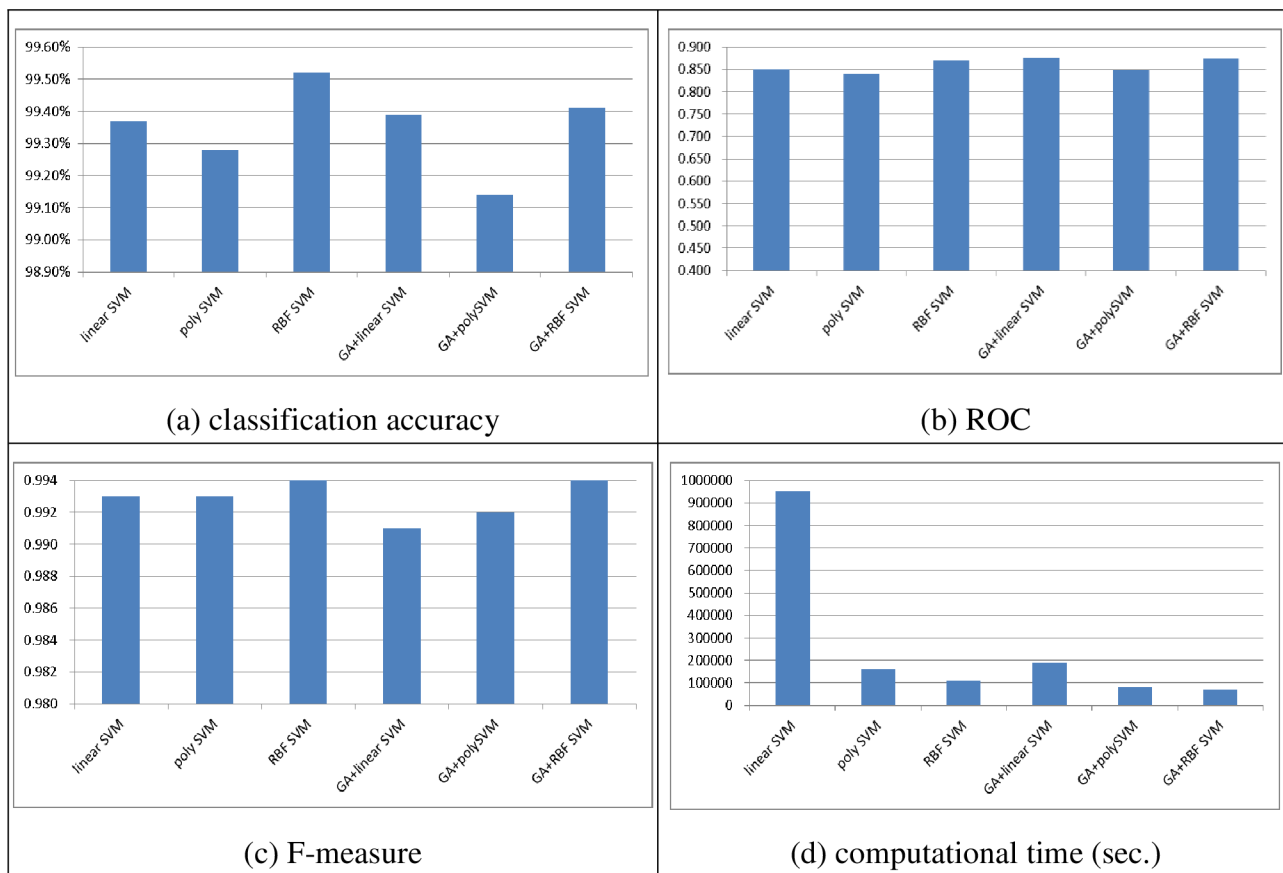 99.60%
99.50%
99.40%
99.30%
99.20%
99.10%
99.00%
98.90%
linear SVM
poly SVM
RBF SVM
GA+linear SVM
GA+polySVM
GA+RBF SVM
(a) classification accuracy
0.900
0.850
0.800
0.750
0.700
0.650
0.600
0.550
0.500
0.450
0.400
linear SVM
poly SVM
RBF SVM
GA+linear SVM
GA+polySVM
GA+RBF SVM
(b) ROC
0.994
0.992
0.990
0.988
0.986
0.984
0.982
0.980
linear SVM
poly SVM
RBF SVM
GA+linear SVM
GA+polySVM
GA+RBF SVM
(c) F-measure
1000000
900000
800000
700000
600000
500000
400000
300000
200000
100000
0
linear SVM
poly SVM
RBF SVM
GA+linear SVM
GA+polySVM
GA+RBF SVM
(d) computational time (sec.)